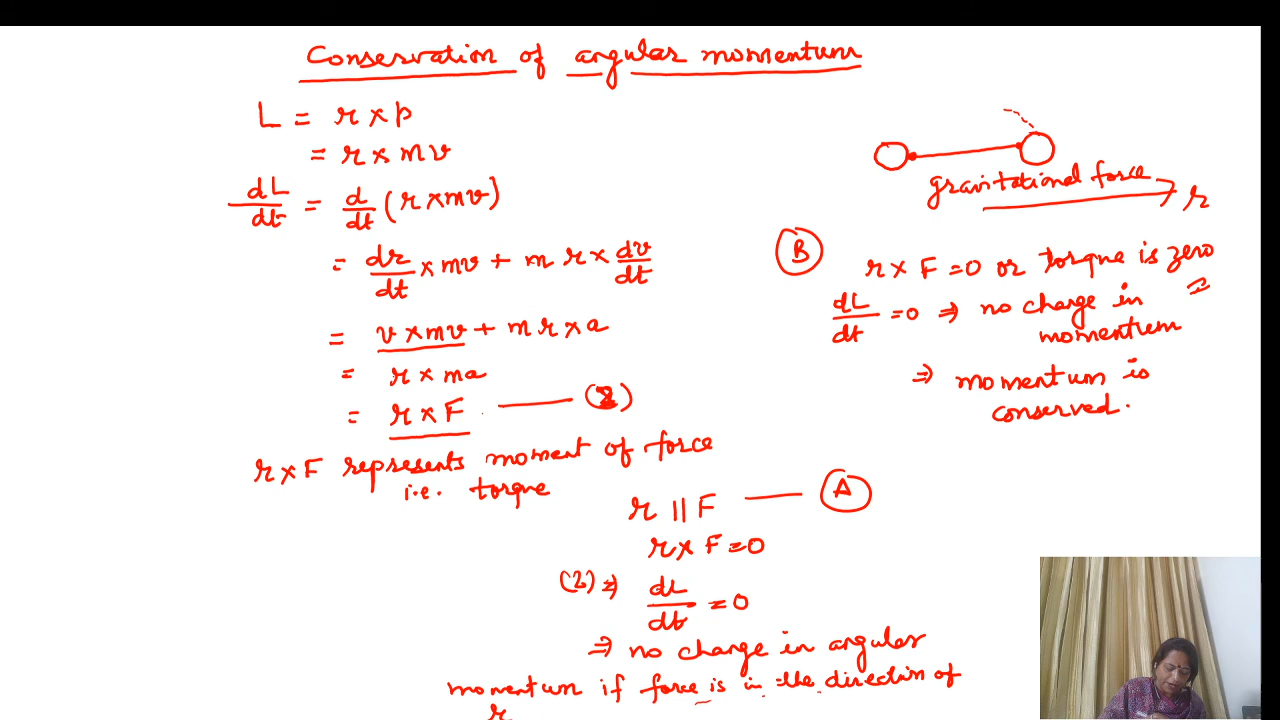 Conservation of angular momentum
L = r × p
= r × mv
dL/dt = d/dt (r × mv)
= dr/dt × mv + m r × dv/dt
= v × mv + m r × a
= r × ma
= r × F —— (2)
r × F represents moment of force
i.e. torque
r || F —— A
r × F = 0
(2) ⇒ dL/dt = 0
⇒ no change in angular
momentum if force is in the direction of
r
gravitational force
r
B
r × F = 0 or torque is zero
dL/dt = 0 ⇒ no change in
momentum
⇒ momentum is
conserved.